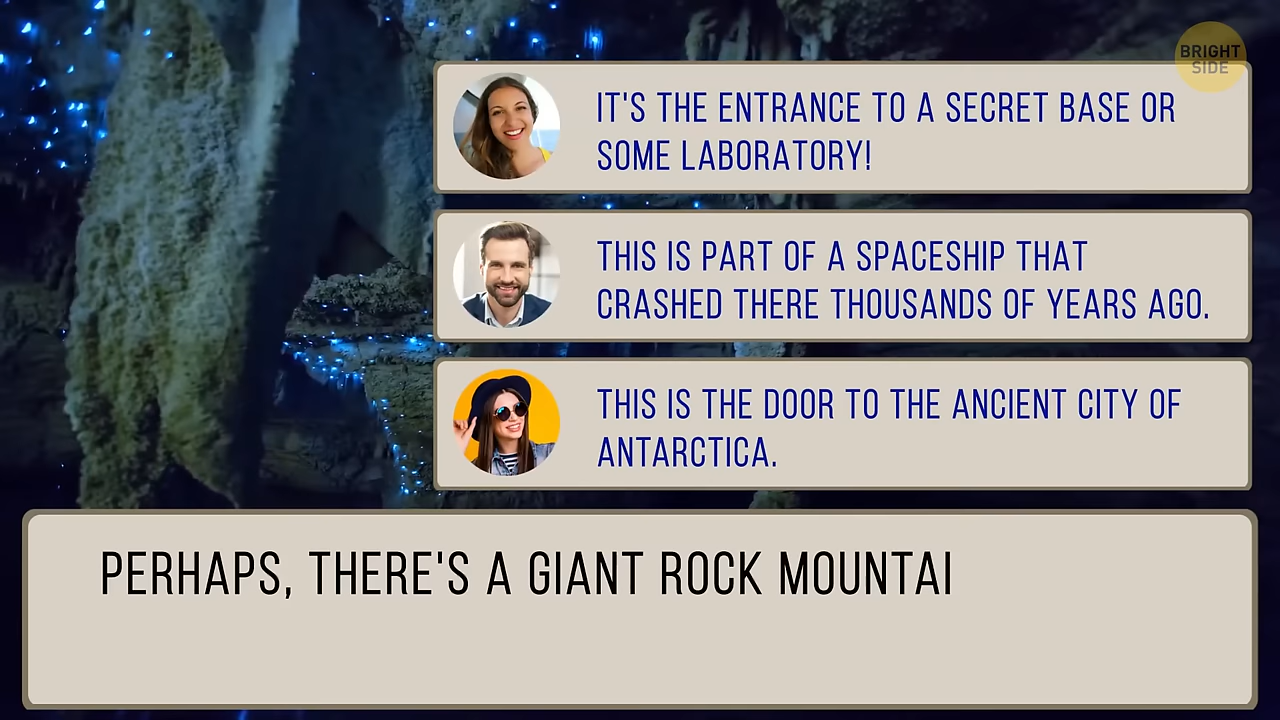 BRIGHT
SIDE
IT'S THE ENTRANCE TO A SECRET BASE OR
SOME LABORATORY!
THIS IS PART OF A SPACESHIP THAT
CRASHED THERE THOUSANDS OF YEARS AGO.
THIS IS THE DOOR TO THE ANCIENT CITY OF
ANTARCTICA.
PERHAPS, THERE'S A GIANT ROCK MOUNTAI